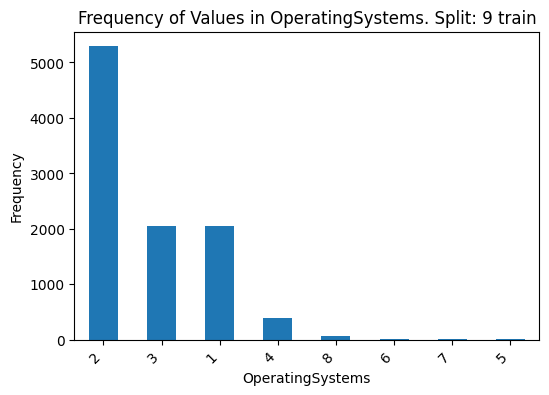 Frequency of Values in OperatingSystems. Split: 9 train
Frequency
5000
4000
3000
2000
1000
0
2 3 1 4 8 6 7 5
OperatingSystems